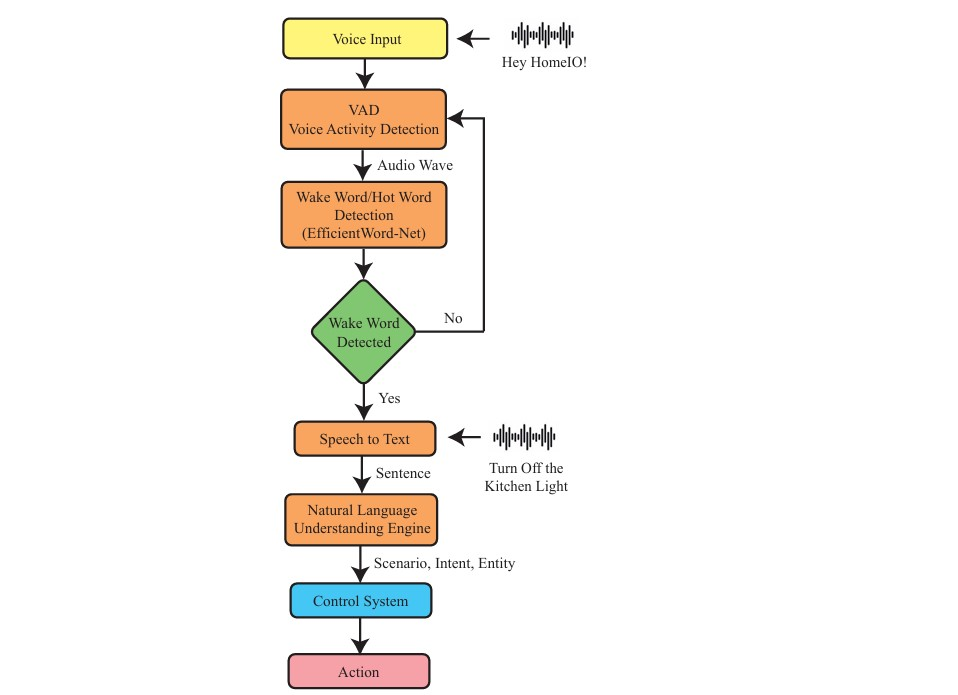 Voice Input
Hey HomeIO!
VAD
Voice Activity Detection
Audio Wave
Wake Word/Hot Word
Detection
(EfficientWord-Net)
Wake Word
Detected
No
Yes
Speech to Text
Turn Off the
Kitchen Light
Sentence
Natural Language
Understanding Engine
Scenario, Intent, Entity
Control System
Action